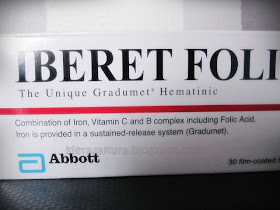 IBERET FOLI
The Unique Gradumet® Hematinic
Combination of Iron, Vitamin C and B complex including Folic Acid.
Iron is provided in a sustained-release system (Gradumet).
Abbott
30 film-coated t